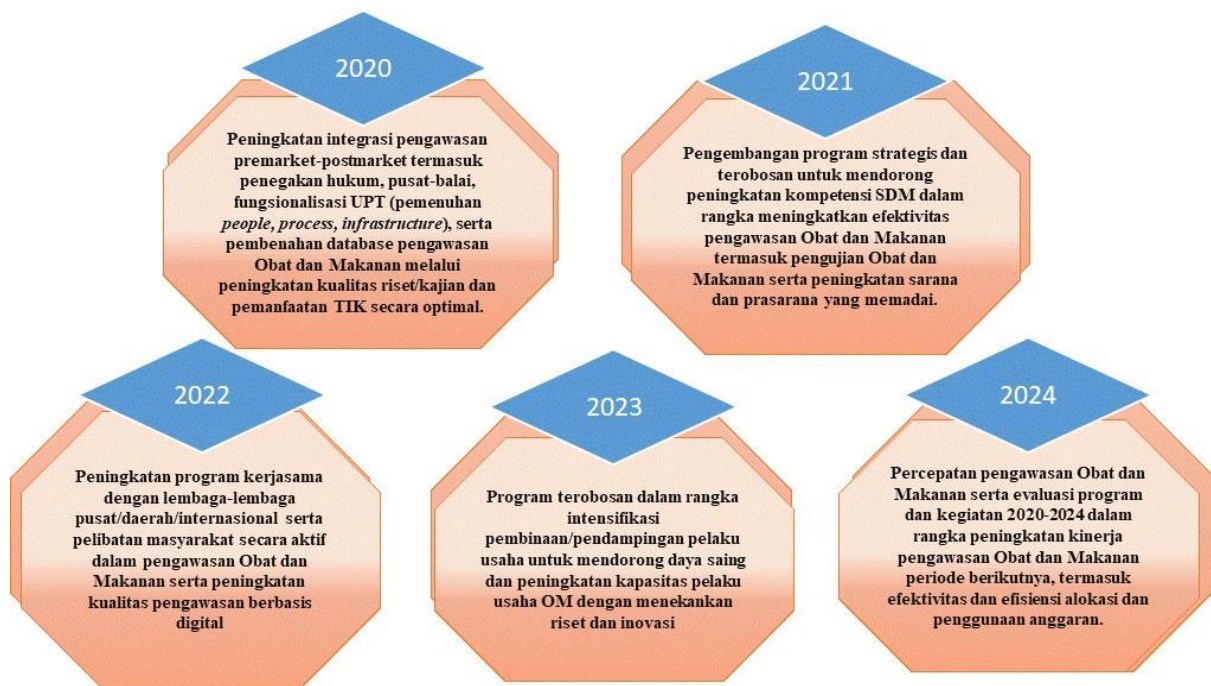 2020
Peningkatan integrasi pengawasan
premarket-postmarket termasuk
penegakan hukum, pusat-balai,
fungsionalisasi UPT (pemenuhan
people, process, infrastructure), serta
pembenahan database pengawasan
Obat dan Makanan melalui
peningkatan kualitas riset/kajian dan
pemanfaatan TIK secara optimal.
2021
Pengembangan program strategis dan
terobosan untuk mendorong
peningkatan kompetensi SDM dalam
rangka meningkatkan efektivitas
pengawasan Obat dan Makanan
termasuk pengujian Obat dan
Makanan serta peningkatan sarana
dan prasarana yang memadai.
2022
Peningkatan program kerjasama
dengan lembaga-lembaga
pusat/daerah/internasional serta
pelibatan masyarakat secara aktif
dalam pengawasan Obat dan
Makanan serta peningkatan
kualitas pengawasan berbasis
digital
2023
Program terobosan dalam rangka
intensifikasi
pembinaan/pendampingan pelaku
usaha untuk mendorong daya saing
dan peningkatan kapasitas pelaku
usaha OM dengan menekankan
riset dan inovasi
2024
Percepatan pengawasan Obat dan
Makanan serta evaluasi program
dan kegiatan 2020-2024 dalam
rangka peningkatan kinerja
pengawasan Obat dan Makanan
periode berikutnya, termasuk
efektivitas dan efisiensi alokasi dan
penggunaan anggaran.